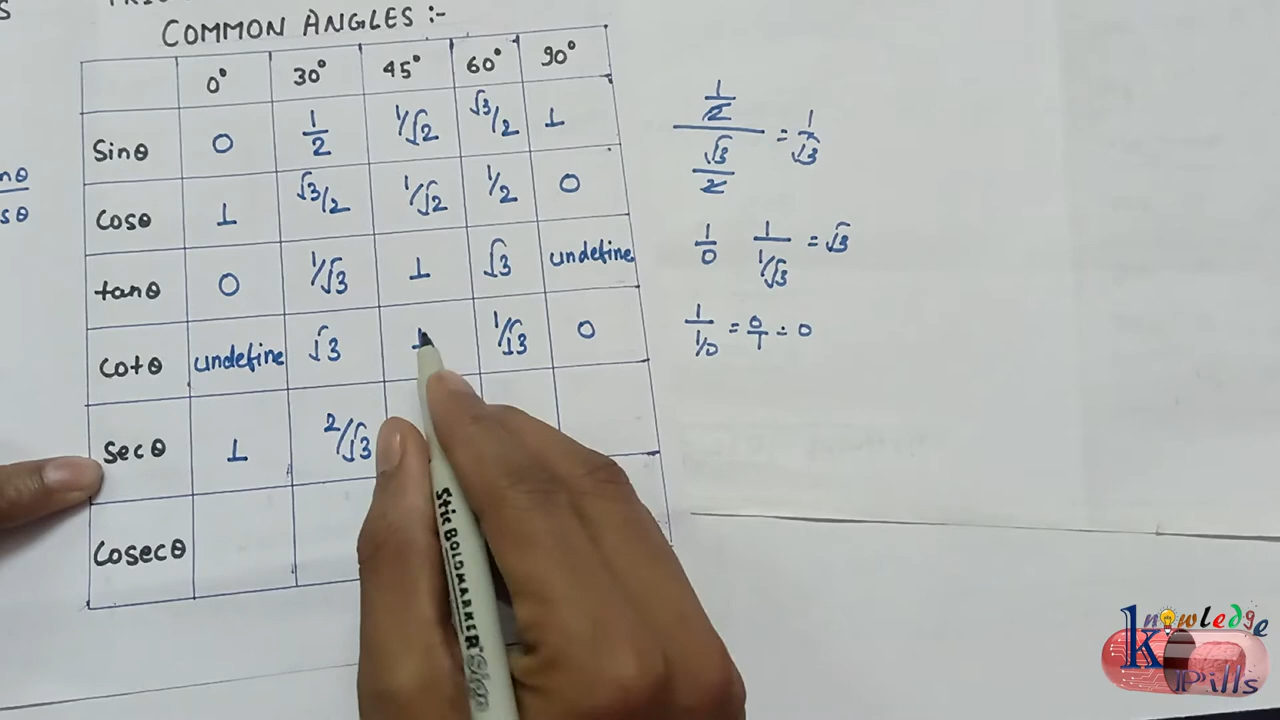 COMMON ANGLES :-
0° 30° 45° 60° 90°
Sinθ 0 1/2 1/√2 √3/2 1
Cosθ 1 √3/2 1/√2 1/2 0
tanθ 0 1/√3 1 √3 undefine
Cotθ undefine √3 1 1/√3 0
Secθ 1 2/√3
Cosecθ
nθ
sθ
1/2 / √3/2 = 1/√3
1/0 1 / 1/√3 = √3
1 / 1/0 = 0/1 = 0
Stic BOLDMARKER
knowledge
Pills